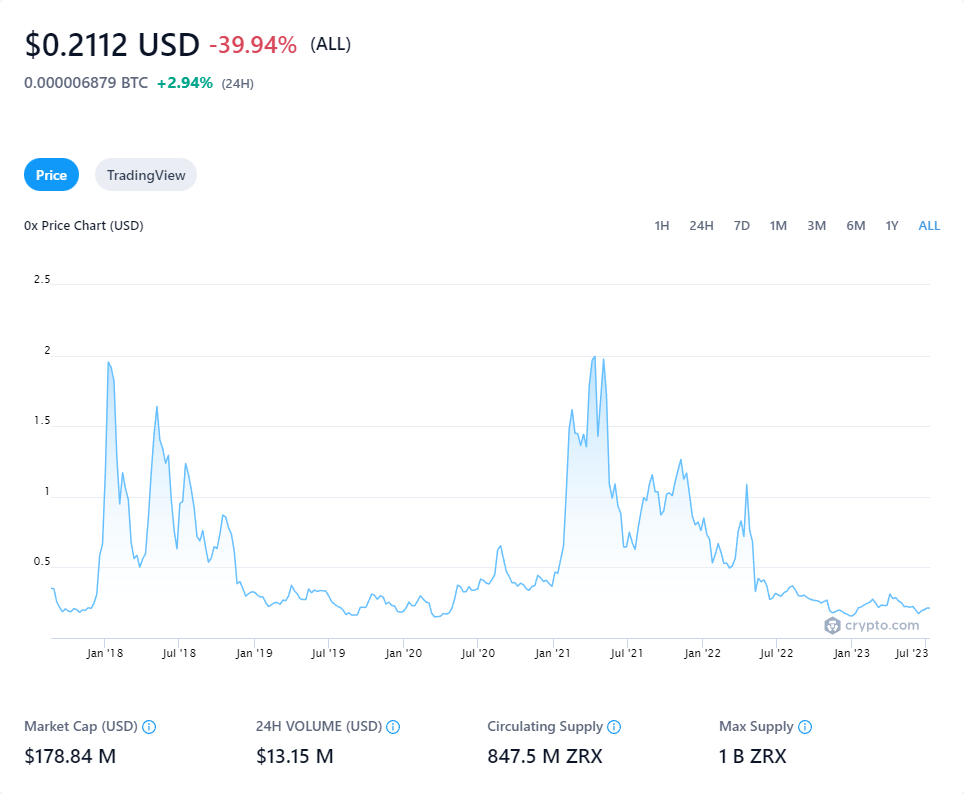 $0.2112 USD -39.94% (ALL)
0.000006879 BTC +2.94% (24H)
Price TradingView
0x Price Chart (USD) 1H 24H 7D 1M 3M 6M 1Y ALL
2.5
2
1.5
1
0.5
crypto.com
Jan '18 Jul '18 Jan '19 Jul '19 Jan '20 Jul '20 Jan '21 Jul '21 Jan '22 Jul '22 Jan '23 Jul '23
Market Cap (USD) 24H VOLUME (USD) Circulating Supply Max Supply
$178.84 M $13.15 M 847.5 M ZRX 1 B ZRX